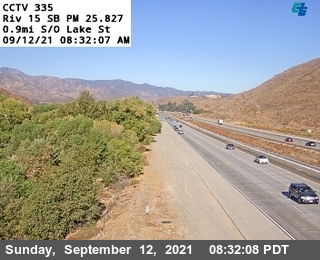 CCTV 335
Riv 15 SB PM 25.827
0.9mi S/O Lake St
09/12/21 08:32:07 AM
Sunday, September 12, 2021 08:32:08 PDT